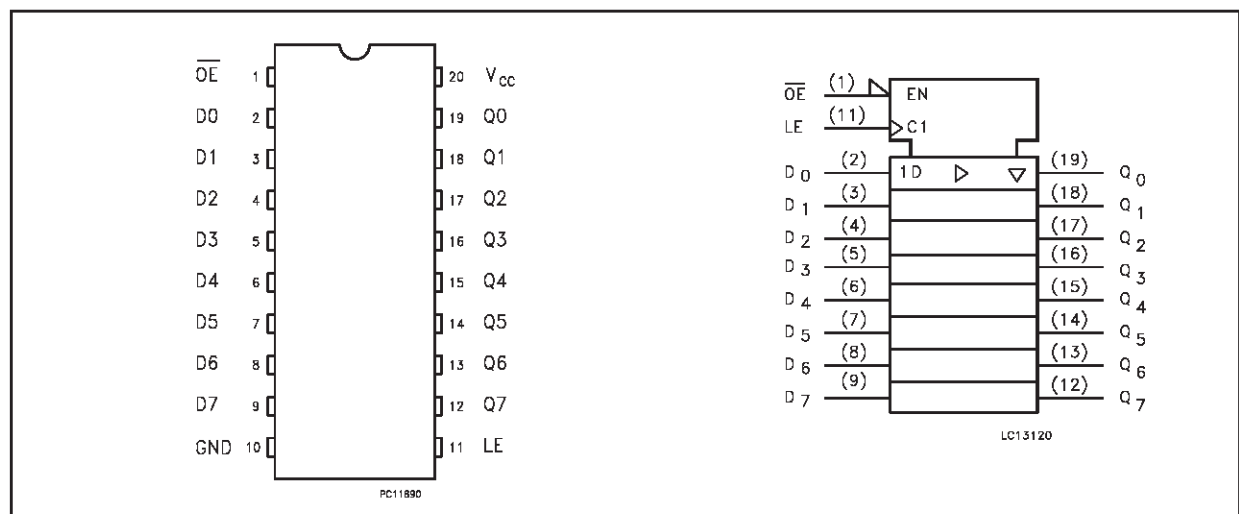 O̅E̅ 1 20 VCC
D0 2 19 Q0
D1 3 18 Q1
D2 4 17 Q2
D3 5 16 Q3
D4 6 15 Q4
D5 7 14 Q5
D6 8 13 Q6
D7 9 12 Q7
GND 10 11 LE
PC11690
O̅E̅ (1) EN
LE (11) C1
D0 (2) 1D (19) Q0
D1 (3) (18) Q1
D2 (4) (17) Q2
D3 (5) (16) Q3
D4 (6) (15) Q4
D5 (7) (14) Q5
D6 (8) (13) Q6
D7 (9) (12) Q7
LC13120